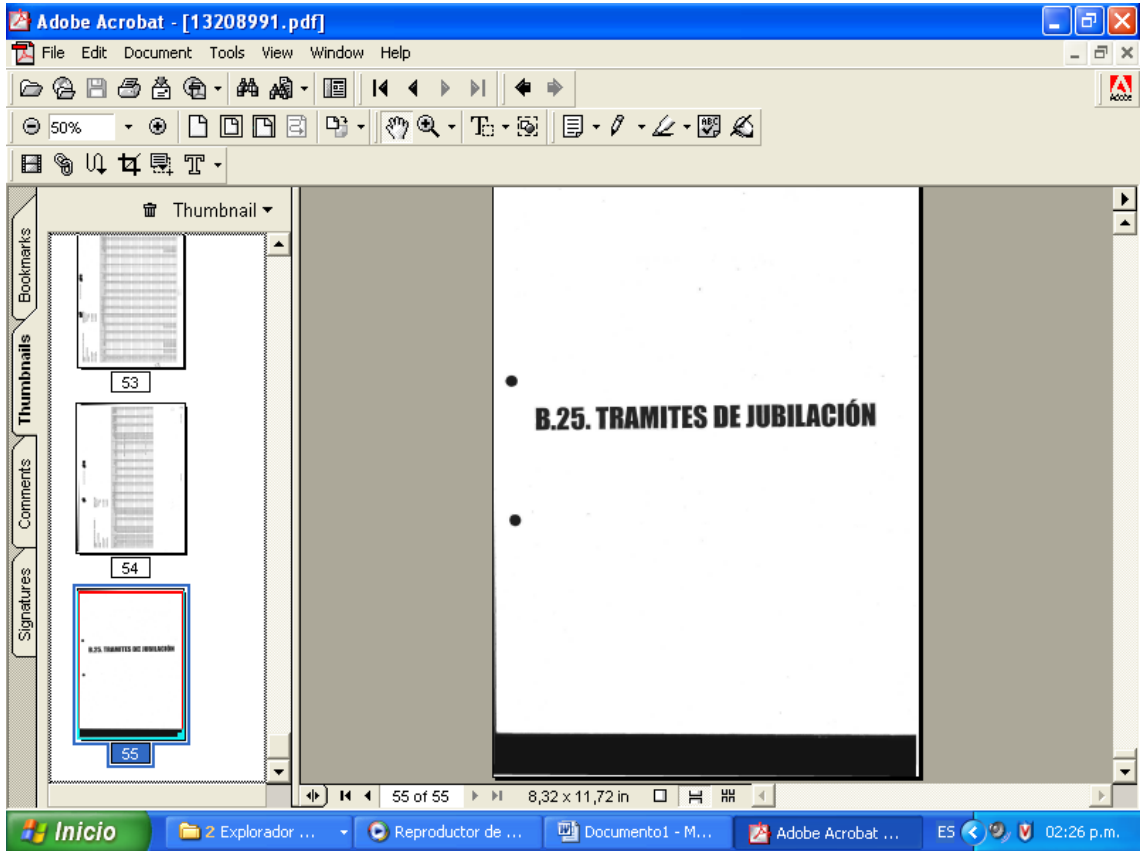 Adobe Acrobat - [13208991.pdf]
File Edit Document Tools View Window Help
Adobe
50%
Thumbnail
Bookmarks
Thumbnails
Comments
Signatures
53
54
B.25. TRAMITES DE JUBILACIÓN
55
B.25. TRAMITES DE JUBILACIÓN
55 of 55 8,32 x 11,72 in
Inicio 2 Explorador ... Reproductor de ... Documento1 - M... Adobe Acrobat ... ES 02:26 p.m.